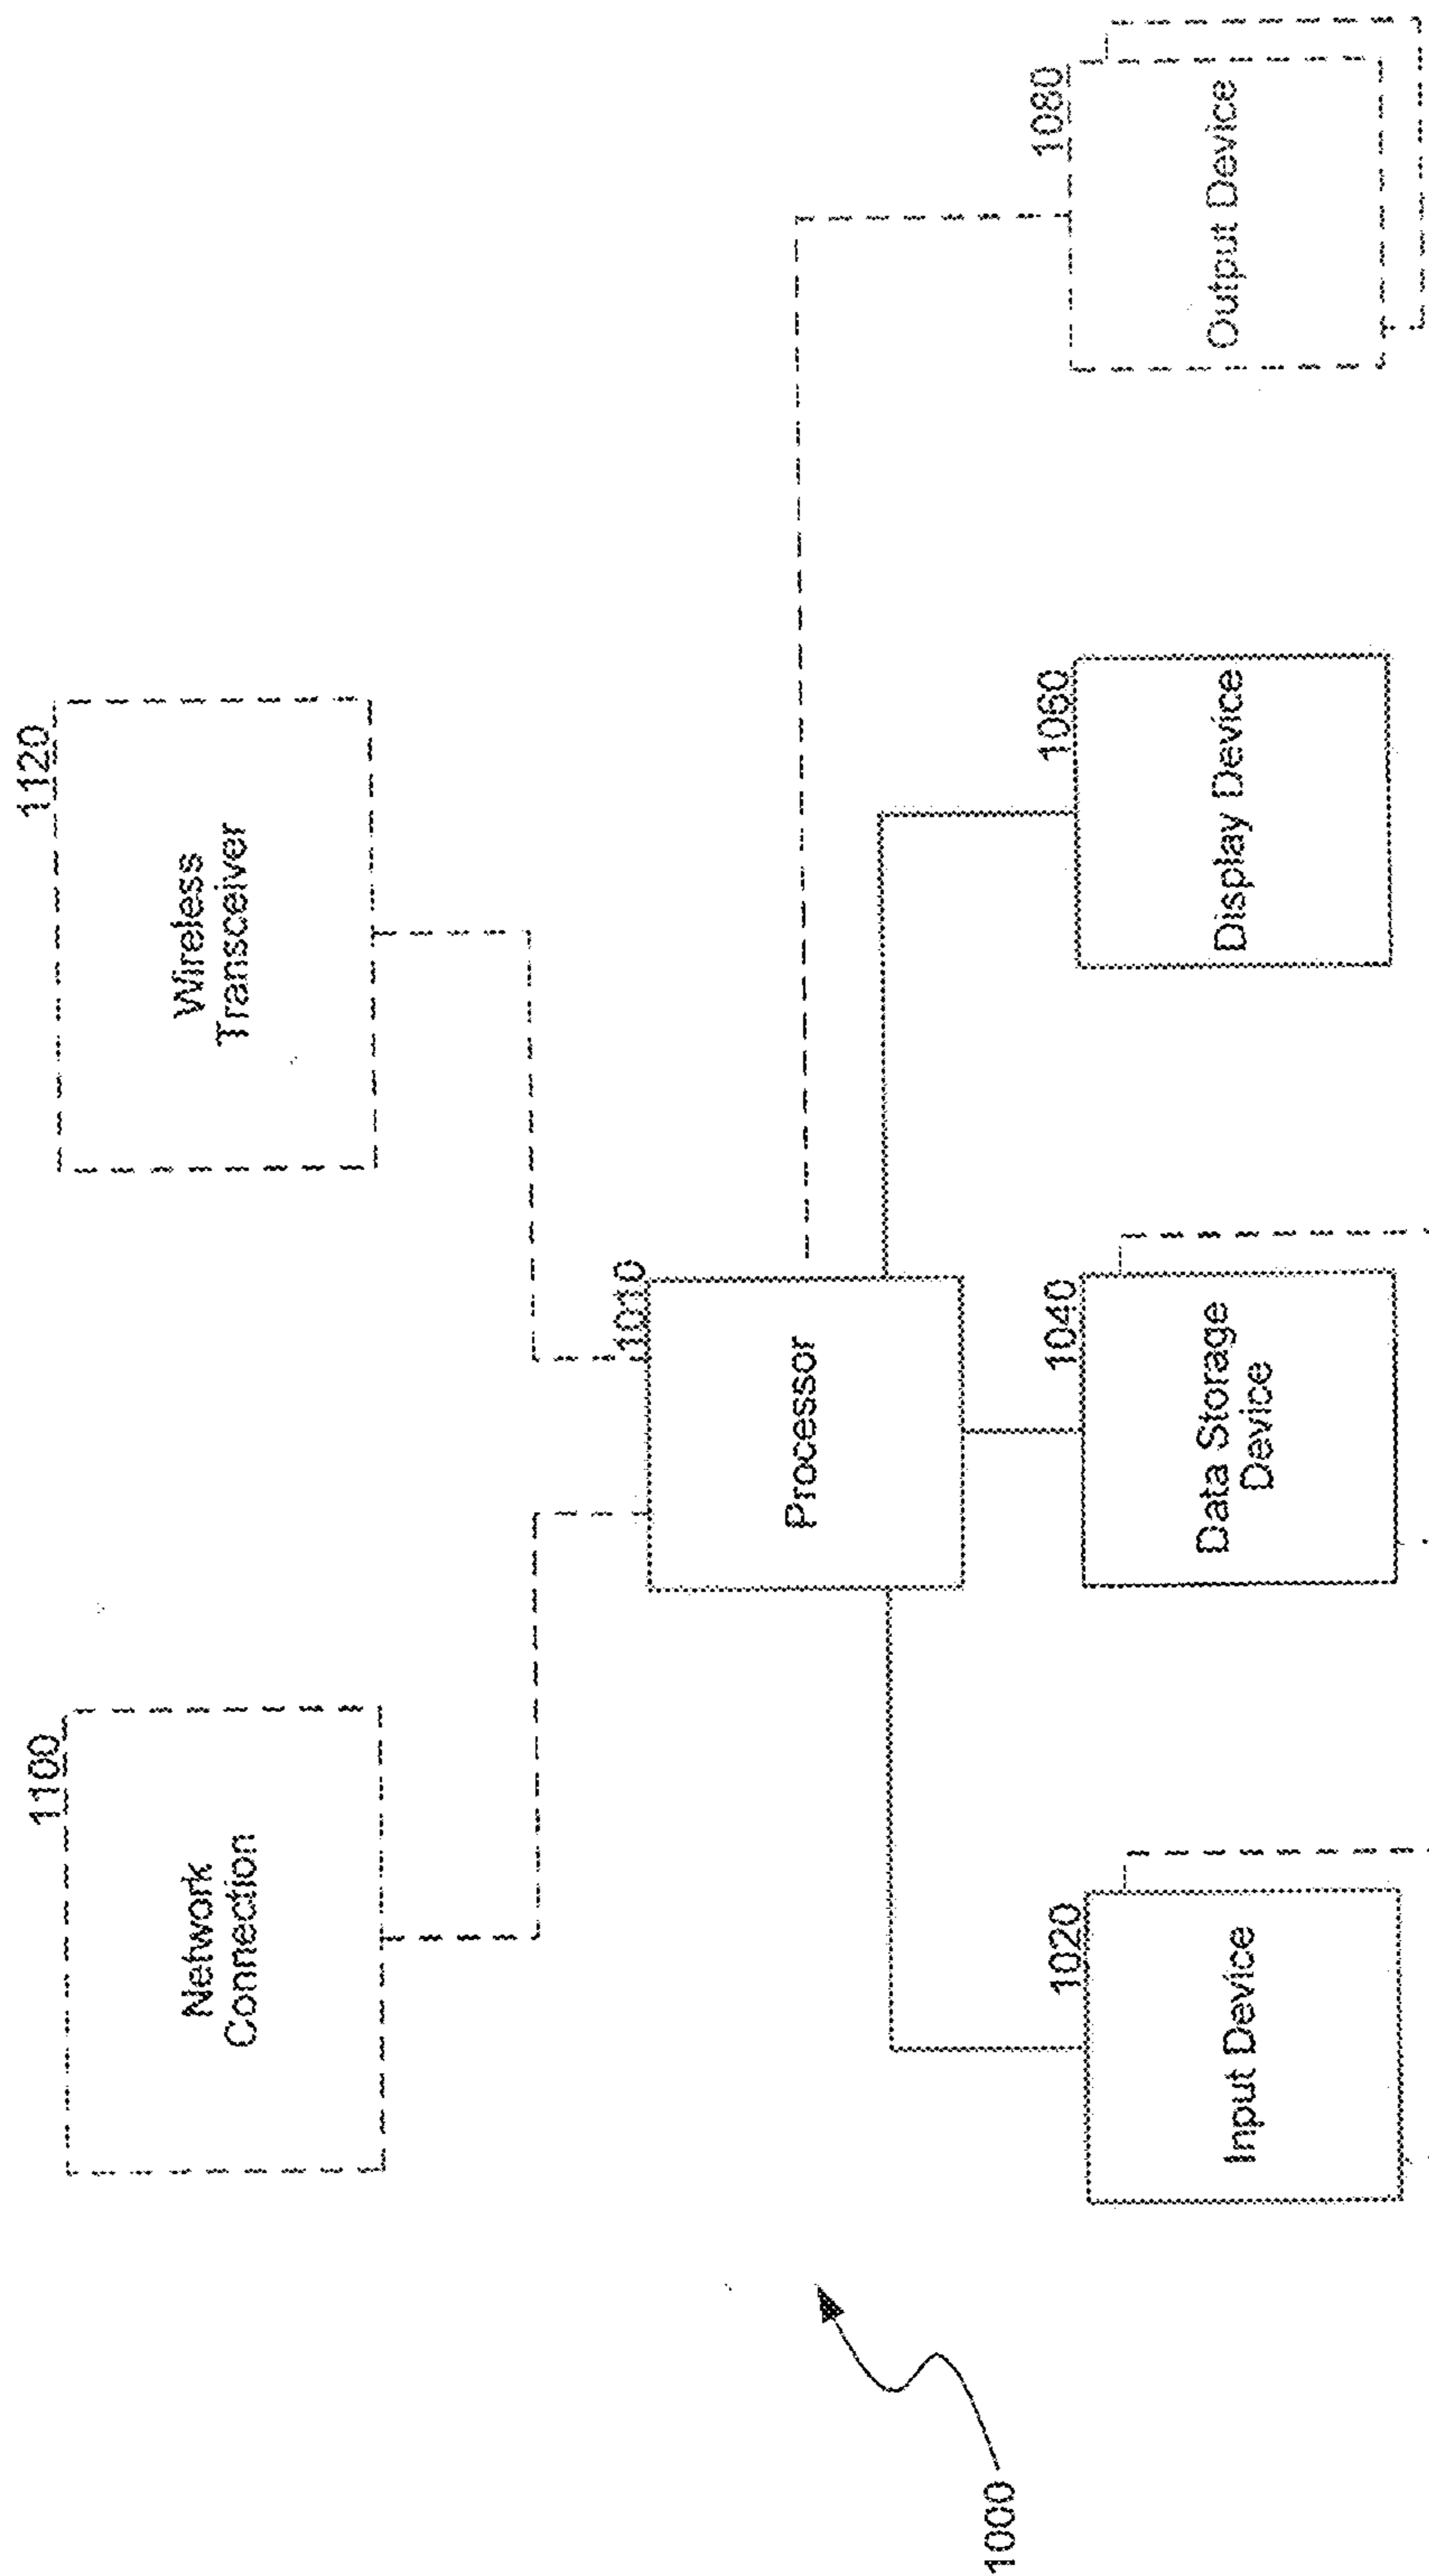 1100
Network
Connection
1120
Wireless
Transceiver
1010
Processor
1000
1020
Input Device
1040
Data Storage
Device
1060
Display Device
1080
Output Device